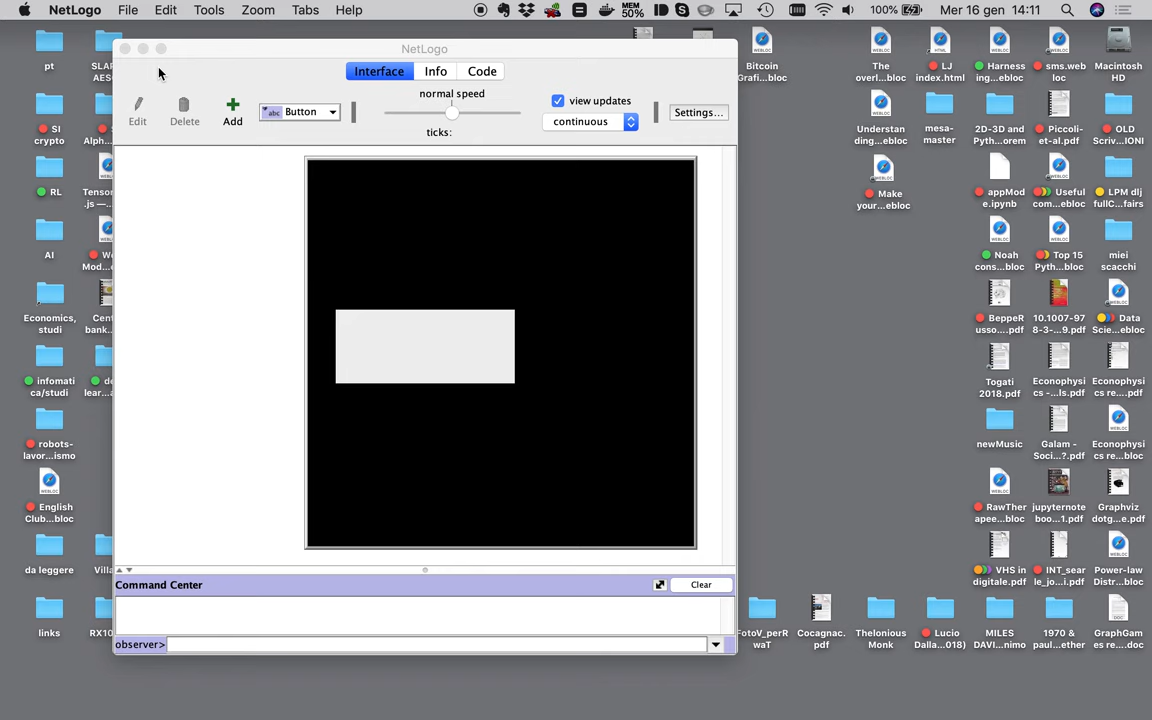 NetLogo File Edit Tools Zoom Tabs Help
MEM
50%
100%
Mer 16 gen 14:11
NetLogo
Interface Info Code
normal speed
Edit Delete Add
abc Button
view updates
continuous
Settings...
ticks:
Command Center
Clear
observer>
pt
SI
crypto
RL
AI
Economics,
studi
infomati
ca/studi
robots-
lavor...ismo
English
Club...bloc
da leggere
links
Bitcoin
Grafi...bloc
The
overl...bloc
LJ
index.html
Harness
ing...ebloc
sms.web
loc
Macintosh
HD
Understan
ding...ebloc
mesa-
master
2D-3D and
Pyth...orem
Piccoli-
et-al.pdf
OLD
Scriv...IONI
Make
your...ebloc
appMod
e.ipynb
Useful
com...ebloc
LPM dlj
fullC...fairs
Noah
cons...bloc
Top 15
Pyth...bloc
miei
scacchi
BeppeR
usso....pdf
10.1007-97
8-3-...9.pdf
Data
Scie...ebloc
Togati
2018.pdf
Econophysi
cs -...ls.pdf
Econophysi
cs re....pdf
newMusic
Galam -
Soci...?.pdf
Econophysi
cs re...bloc
RawTher
apee...bloc
jupyternote
boo...1.pdf
Graphviz
dotg...e.pdf
VHS in
digitale.pdf
INT_sear
le_jo...i.pdf
Power-law
Distr...bloc
FotoV_perR
waT
Cocagnac.
pdf
Thelonious
Monk
Lucio
Dalla...018)
MILES
DAVI...nimo
1970 &
paul...ether
GraphGam
es re....doc